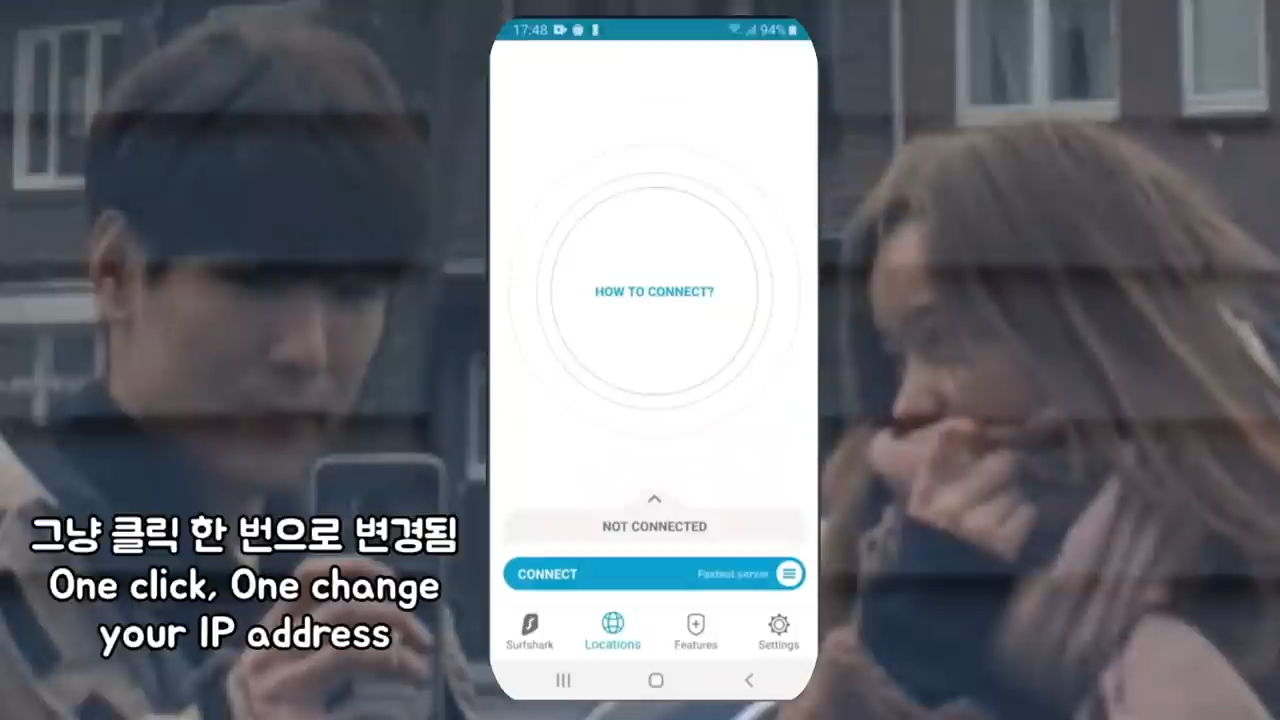 17:48
94%
HOW TO CONNECT?
NOT CONNECTED
CONNECT
Fastest server
Surfshark
Locations
Features
Settings
그냥 클릭 한 번으로 변경됨
One click, One change
your IP address